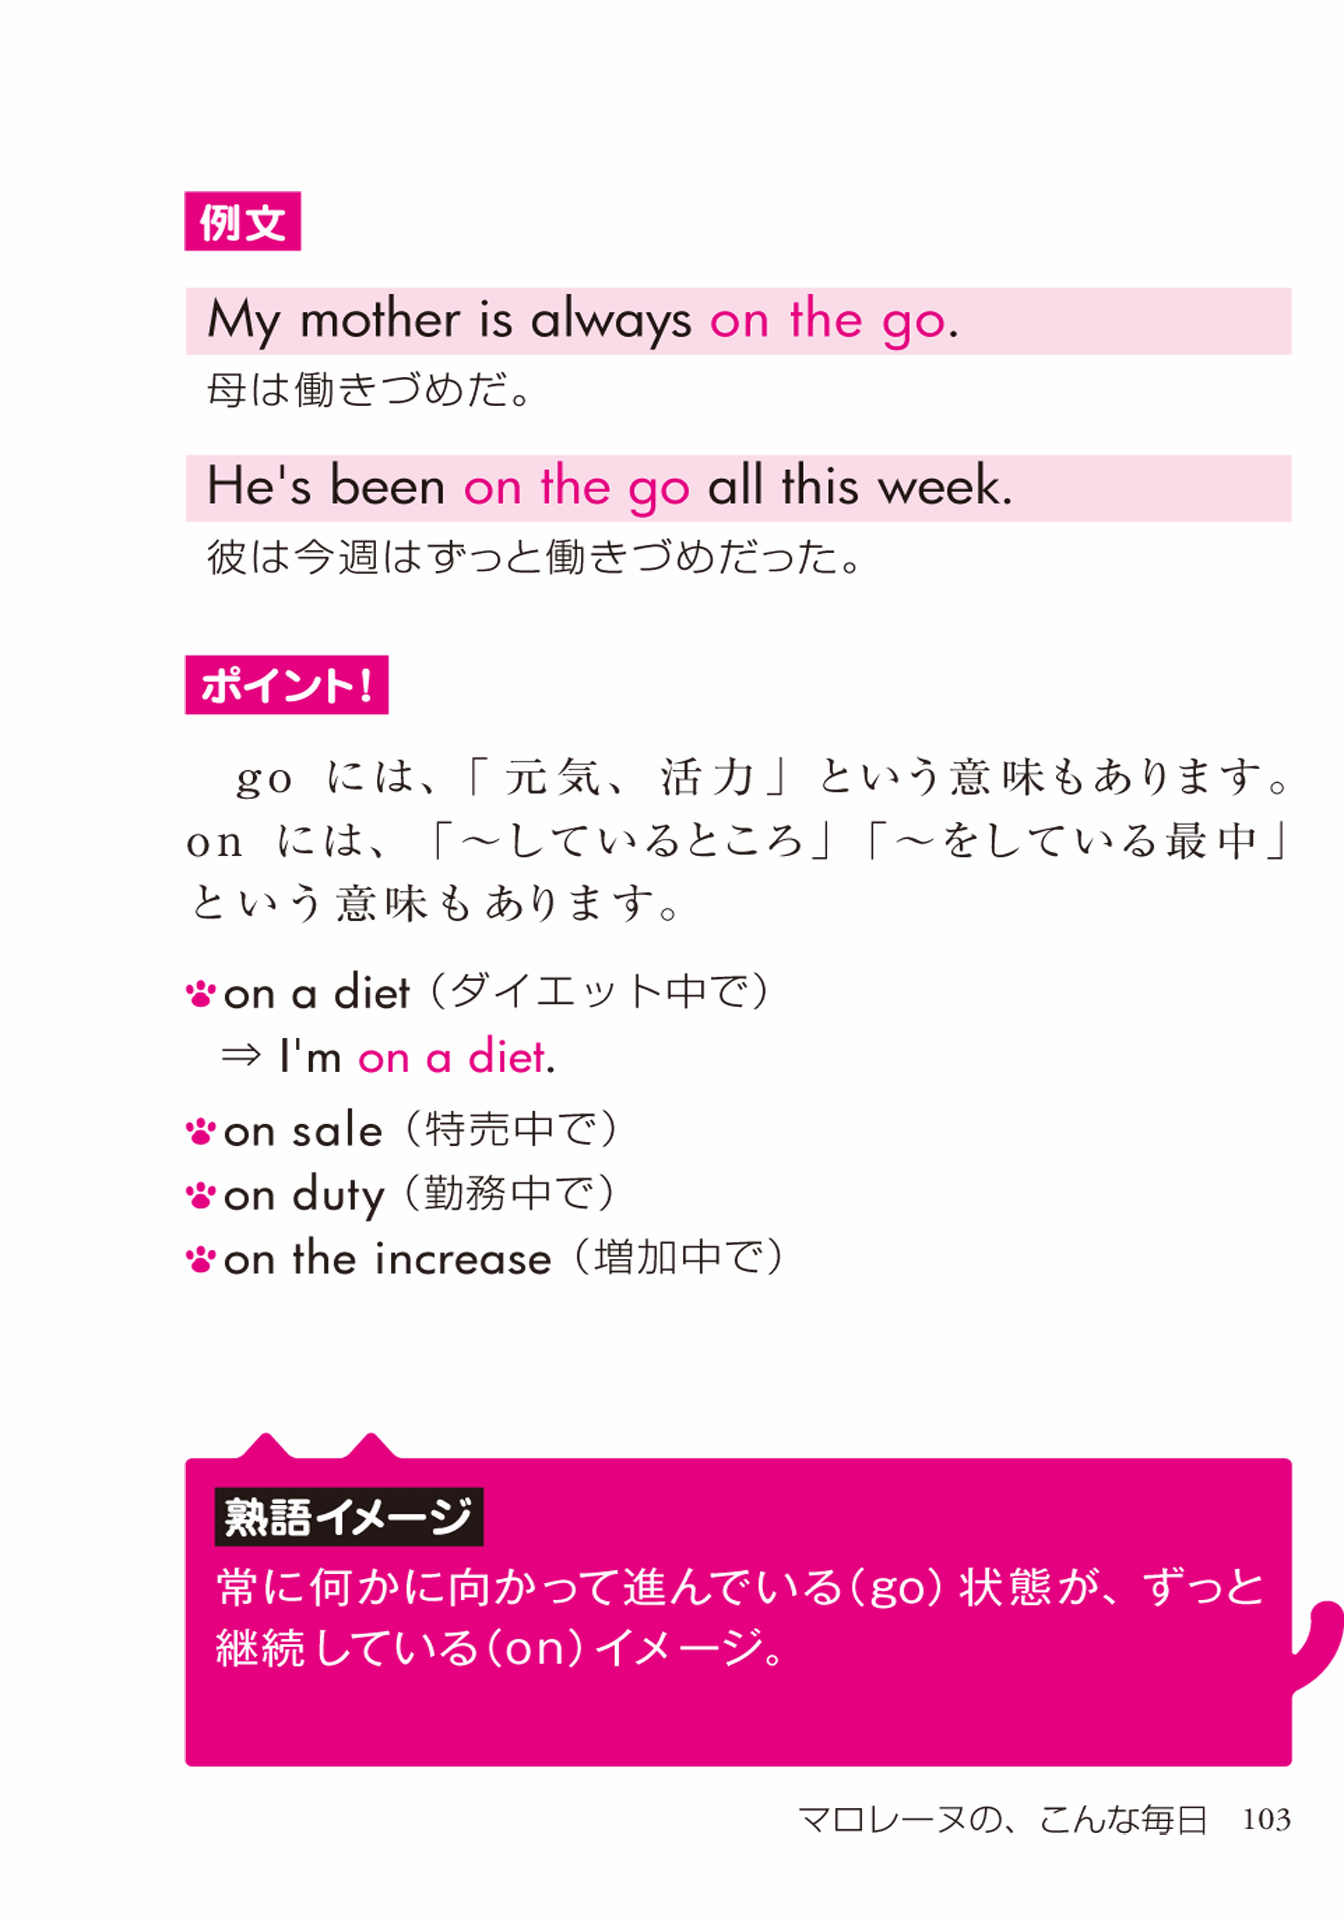 例文
My mother is always on the go.
母は働きづめだ。
He's been on the go all this week.
彼は今週はずっと働きづめだった。
ポイント!
go には、「元気、活力」という意味もあります。
on には、「〜しているところ」「〜をしている最中」
という意味もあります。
on a diet（ダイエット中で）
⇒ I'm on a diet.
on sale（特売中で）
on duty（勤務中で）
on the increase（増加中で）
熟語イメージ
常に何かに向かって進んでいる（go）状態が、ずっと
継続している（on）イメージ。
マロレーヌの、こんな毎日 103